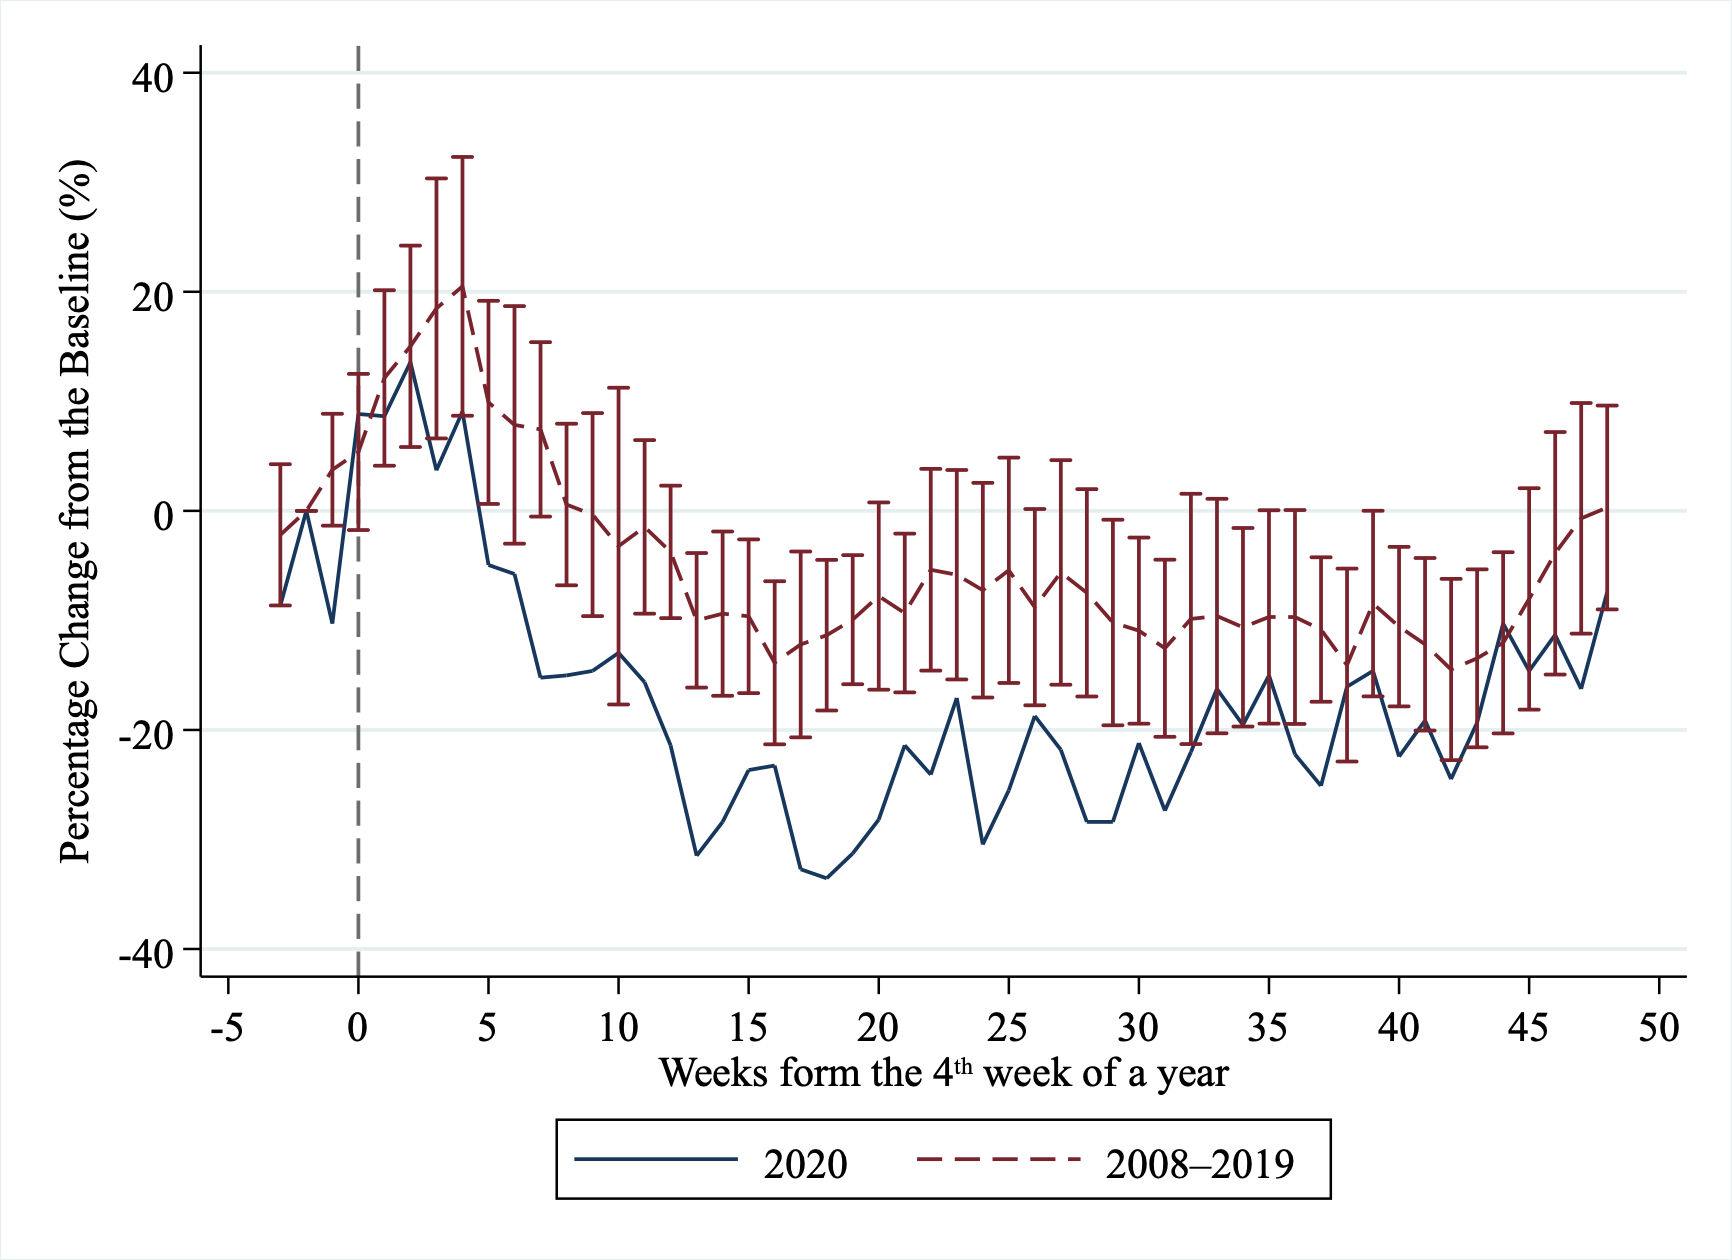 Percentage Change from the Baseline (%)
40
20
0
-20
-40
-5 0 5 10 15 20 25 30 35 40 45 50
Weeks form the 4th week of a year
2020 2008–2019